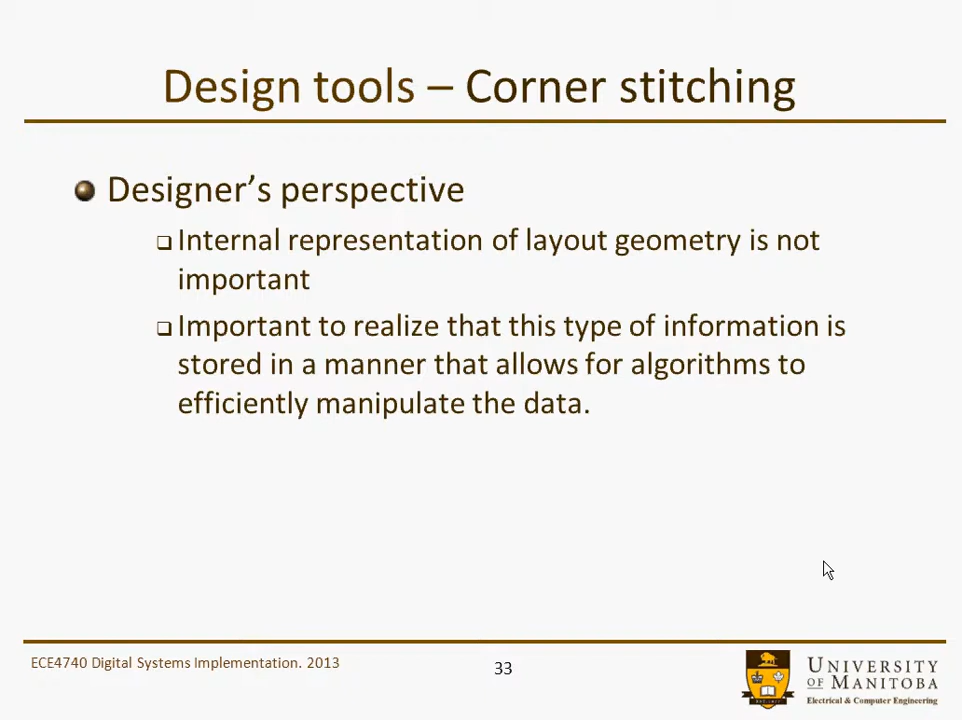 Design tools – Corner stitching
Designer’s perspective
Internal representation of layout geometry is not
important
Important to realize that this type of information is
stored in a manner that allows for algorithms to
efficiently manipulate the data.
ECE4740 Digital Systems Implementation. 2013
33
UNIVERSITY
OF MANITOBA
Electrical & Computer Engineering